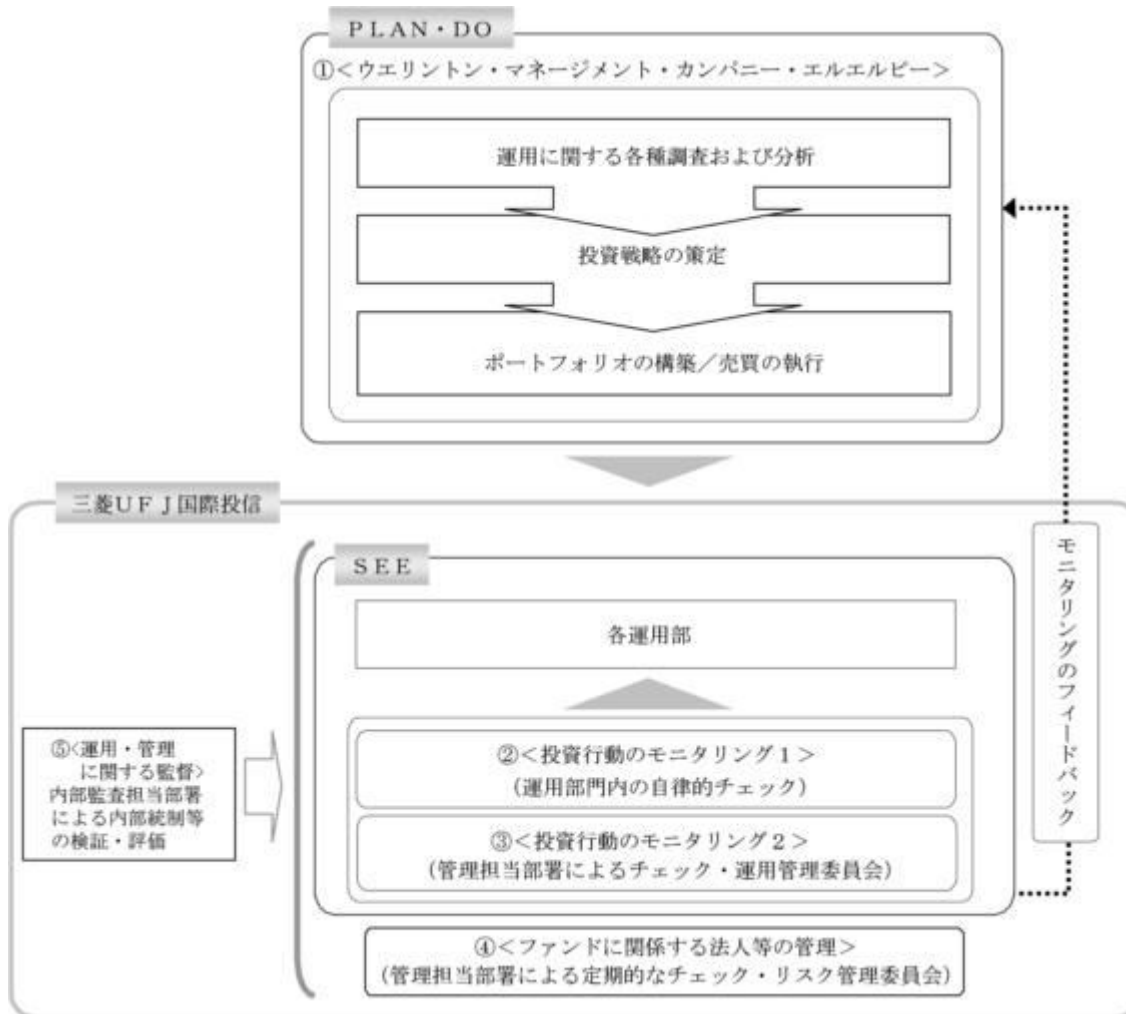 PLAN・DO
①<ウエリントン・マネージメント・カンパニー・エルエルピー>
運用に関する各種調査および分析
投資戦略の策定
ポートフォリオの構築／売買の執行
三菱UFJ国際投信
SEE
各運用部
②<投資行動のモニタリング1>
(運用部門内の自律的チェック)
③<投資行動のモニタリング2>
(管理担当部署によるチェック・運用管理委員会)
④<ファンドに関係する法人等の管理>
(管理担当部署による定期的なチェック・リスク管理委員会)
⑤<運用・管理
に関する監督>
内部監査担当部署
による内部統制等
の検証・評価
モニタリングのフィードバック